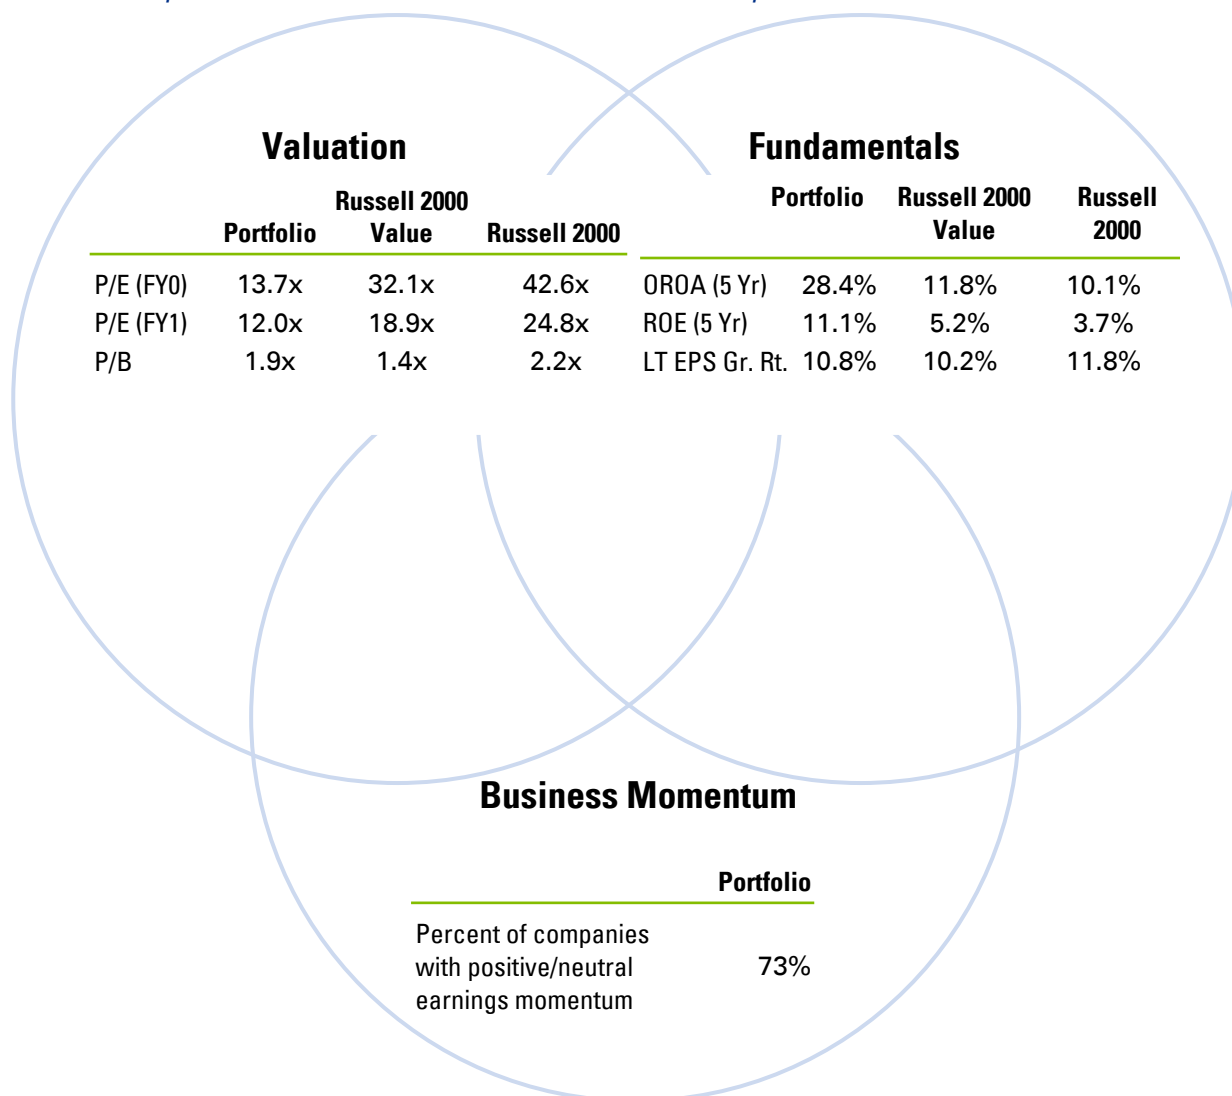 Valuation
Russell 2000
Portfolio Value Russell 2000
P/E (FY0) 13.7x 32.1x 42.6x
P/E (FY1) 12.0x 18.9x 24.8x
P/B 1.9x 1.4x 2.2x
Fundamentals
Portfolio Russell 2000 Russell
Value 2000
OROA (5 Yr) 28.4% 11.8% 10.1%
ROE (5 Yr) 11.1% 5.2% 3.7%
LT EPS Gr. Rt. 10.8% 10.2% 11.8%
Business Momentum
Portfolio
Percent of companies
with positive/neutral 73%
earnings momentum